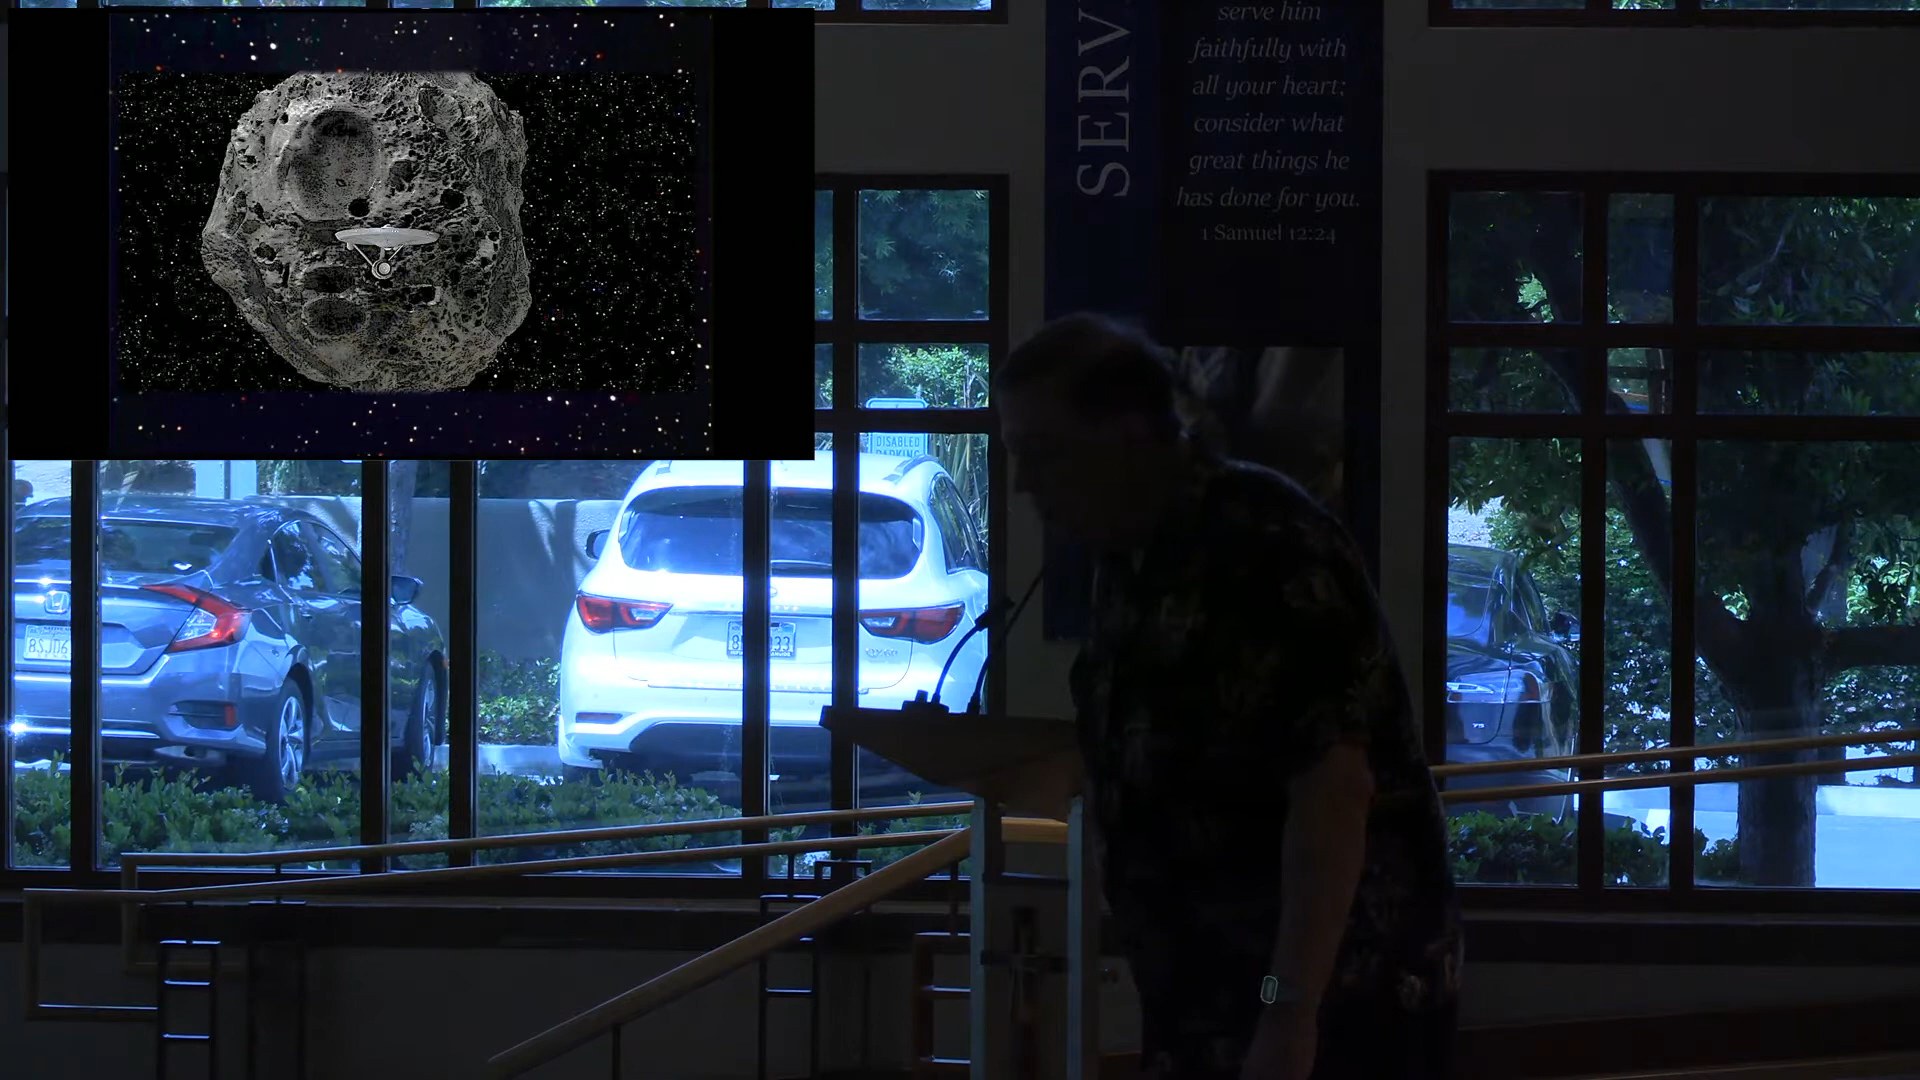 SERV
serve him
faithfully with
all your heart;
consider what
great things he
has done for you.
1 Samuel 12:24
DISABLED
PARKING